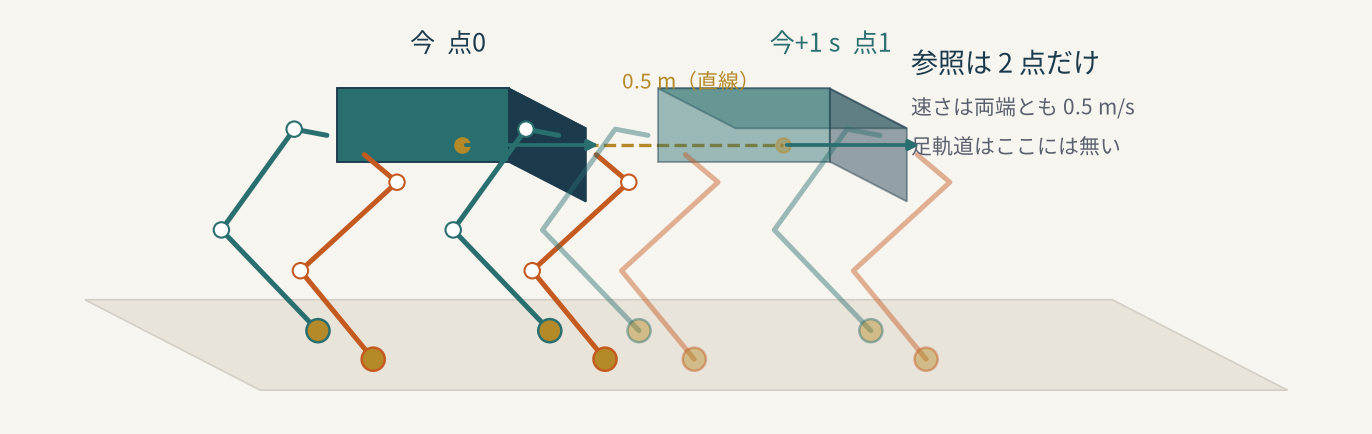 今 点0
今+1 s 点1
0.5 m（直線）
参照は 2 点だけ
速さは両端とも 0.5 m/s
足軌道はここには無い